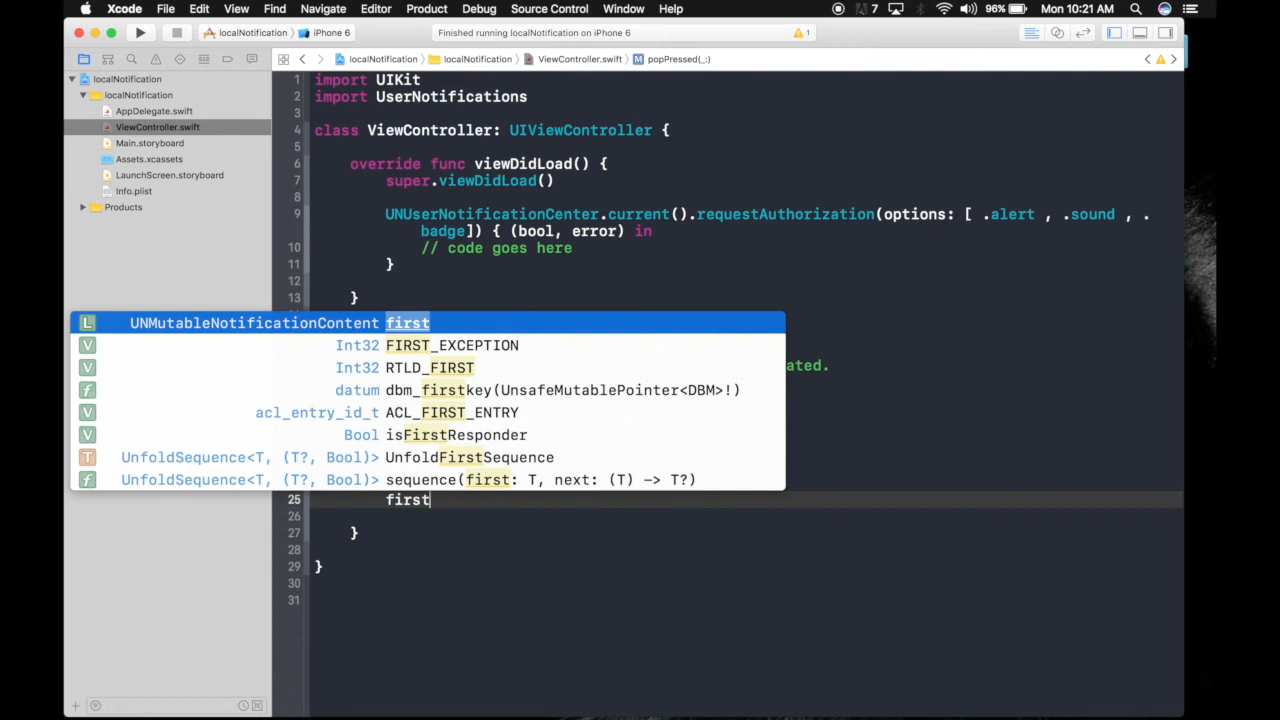 Xcode File Edit View Find Navigate Editor Product Debug Source Control Window Help 7 96% Mon 10:21 AM
localNotification iPhone 6 Finished running localNotification on iPhone 6 1
localNotification localNotification ViewController.swift M popPressed(_:)
localNotification
localNotification
AppDelegate.swift
ViewController.swift
Main.storyboard
Assets.xcassets
LaunchScreen.storyboard
Info.plist
Products
1 import UIKit
2 import UserNotifications
3
4 class ViewController: UIViewController {
5
6 override func viewDidLoad() {
7 super.viewDidLoad()
8
9 UNUserNotificationCenter.current().requestAuthorization(options: [ .alert , .sound , .
badge]) { (bool, error) in
10 // code goes here
11 }
12
13 }
L UNMutableNotificationContent first
V Int32 FIRST_EXCEPTION
ated.
V Int32 RTLD_FIRST
f datum dbm_firstkey(UnsafeMutablePointer<DBM>!)
V acl_entry_id_t ACL_FIRST_ENTRY
V Bool isFirstResponder
T UnfoldSequence<T, (T?, Bool)> UnfoldFirstSequence
f UnfoldSequence<T, (T?, Bool)> sequence(first: T, next: (T) -> T?)
25 first
26
27 }
28
29 }
30
31